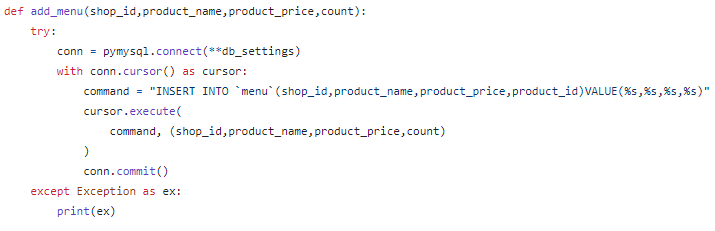 def add_menu(shop_id,product_name,product_price,count):
    try:
        conn = pymysql.connect(**db_settings)
        with conn.cursor() as cursor:
            command = "INSERT INTO `menu`(shop_id,product_name,product_price,product_id)VALUE(%s,%s,%s,%s)"
            cursor.execute(
                command, (shop_id,product_name,product_price,count)
            )
            conn.commit()
    except Exception as ex:
        print(ex)